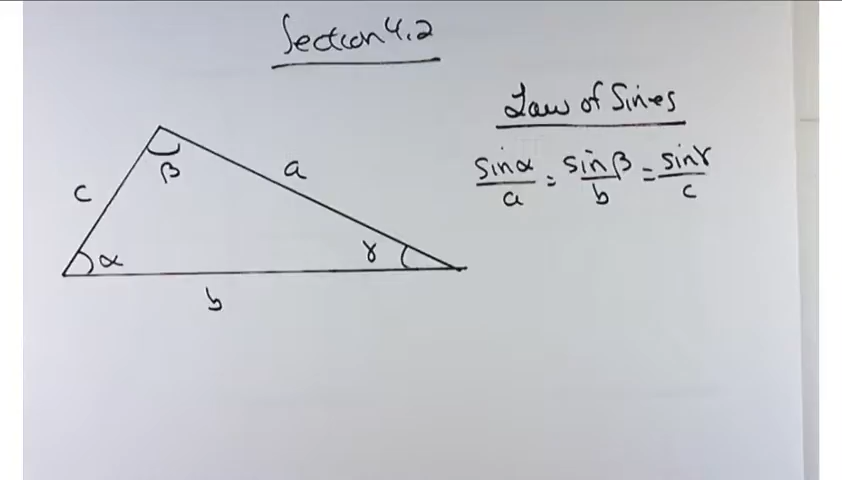 Section 4.2
Law of Sines
sinα/a = sinβ/b = sinγ/c
β
a
c
α
γ
b